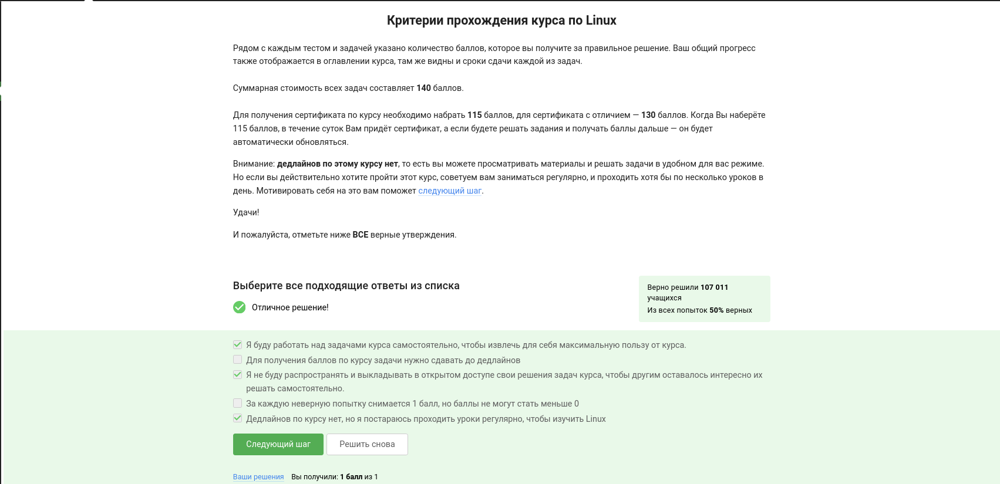 Критерии прохождения курса по Linux
Рядом с каждым тестом и задачей указано количество баллов, которое вы получите за правильное решение. Ваш общий прогресс
также отображается в оглавлении курса, там же видны и сроки сдачи каждой из задач.
Суммарная стоимость всех задач составляет 140 баллов.
Для получения сертификата по курсу необходимо набрать 115 баллов, для сертификата с отличием — 130 баллов. Когда Вы наберёте
115 баллов, в течение суток Вам придёт сертификат, а если будете решать задания и получать баллы дальше — он будет
автоматически обновляться.
Внимание: дедлайнов по этому курсу нет, то есть вы можете просматривать материалы и решать задачи в удобном для вас режиме.
Но если вы действительно хотите пройти этот курс, советуем вам заниматься регулярно, и проходить хотя бы по несколько уроков в
день. Мотивировать себя на это вам поможет следующий шаг.
Удачи!
И пожалуйста, отметьте ниже ВСЕ верные утверждения.
Выберите все подходящие ответы из списка
Отличное решение!
Верно решили 107 011
учащихся
Из всех попыток 50% верных
Я буду работать над задачами курса самостоятельно, чтобы извлечь для себя максимальную пользу от курса.
Для получения баллов по курсу задачи нужно сдавать до дедлайнов
Я не буду распространять и выкладывать в открытом доступе свои решения задач курса, чтобы другим оставалось интересно их
решать самостоятельно.
За каждую неверную попытку снимается 1 балл, но баллы не могут стать меньше 0
Дедлайнов по курсу нет, но я постараюсь проходить уроки регулярно, чтобы изучить Linux
Следующий шаг
Решить снова
Ваши решения Вы получили: 1 балл из 1